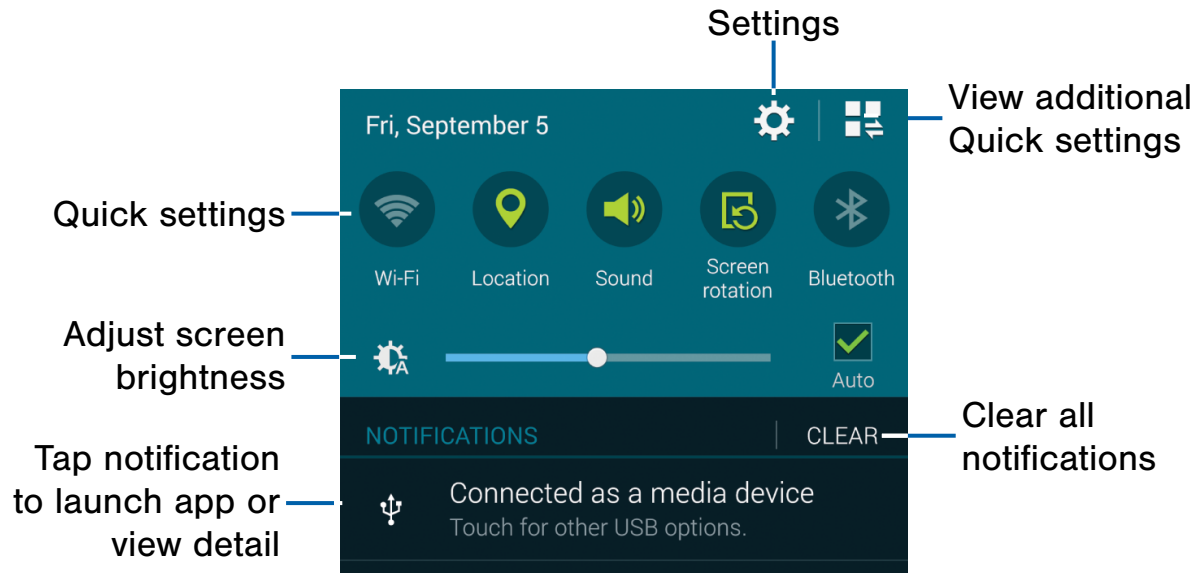 Settings
View additional
Quick settings
Fri, September 5
Quick settings
Wi-Fi
Location
Sound
Screen
rotation
Bluetooth
Adjust screen
brightness
A
Auto
NOTIFICATIONS
CLEAR
Clear all
notifications
Tap notification
to launch app or
view detail
Connected as a media device
Touch for other USB options.